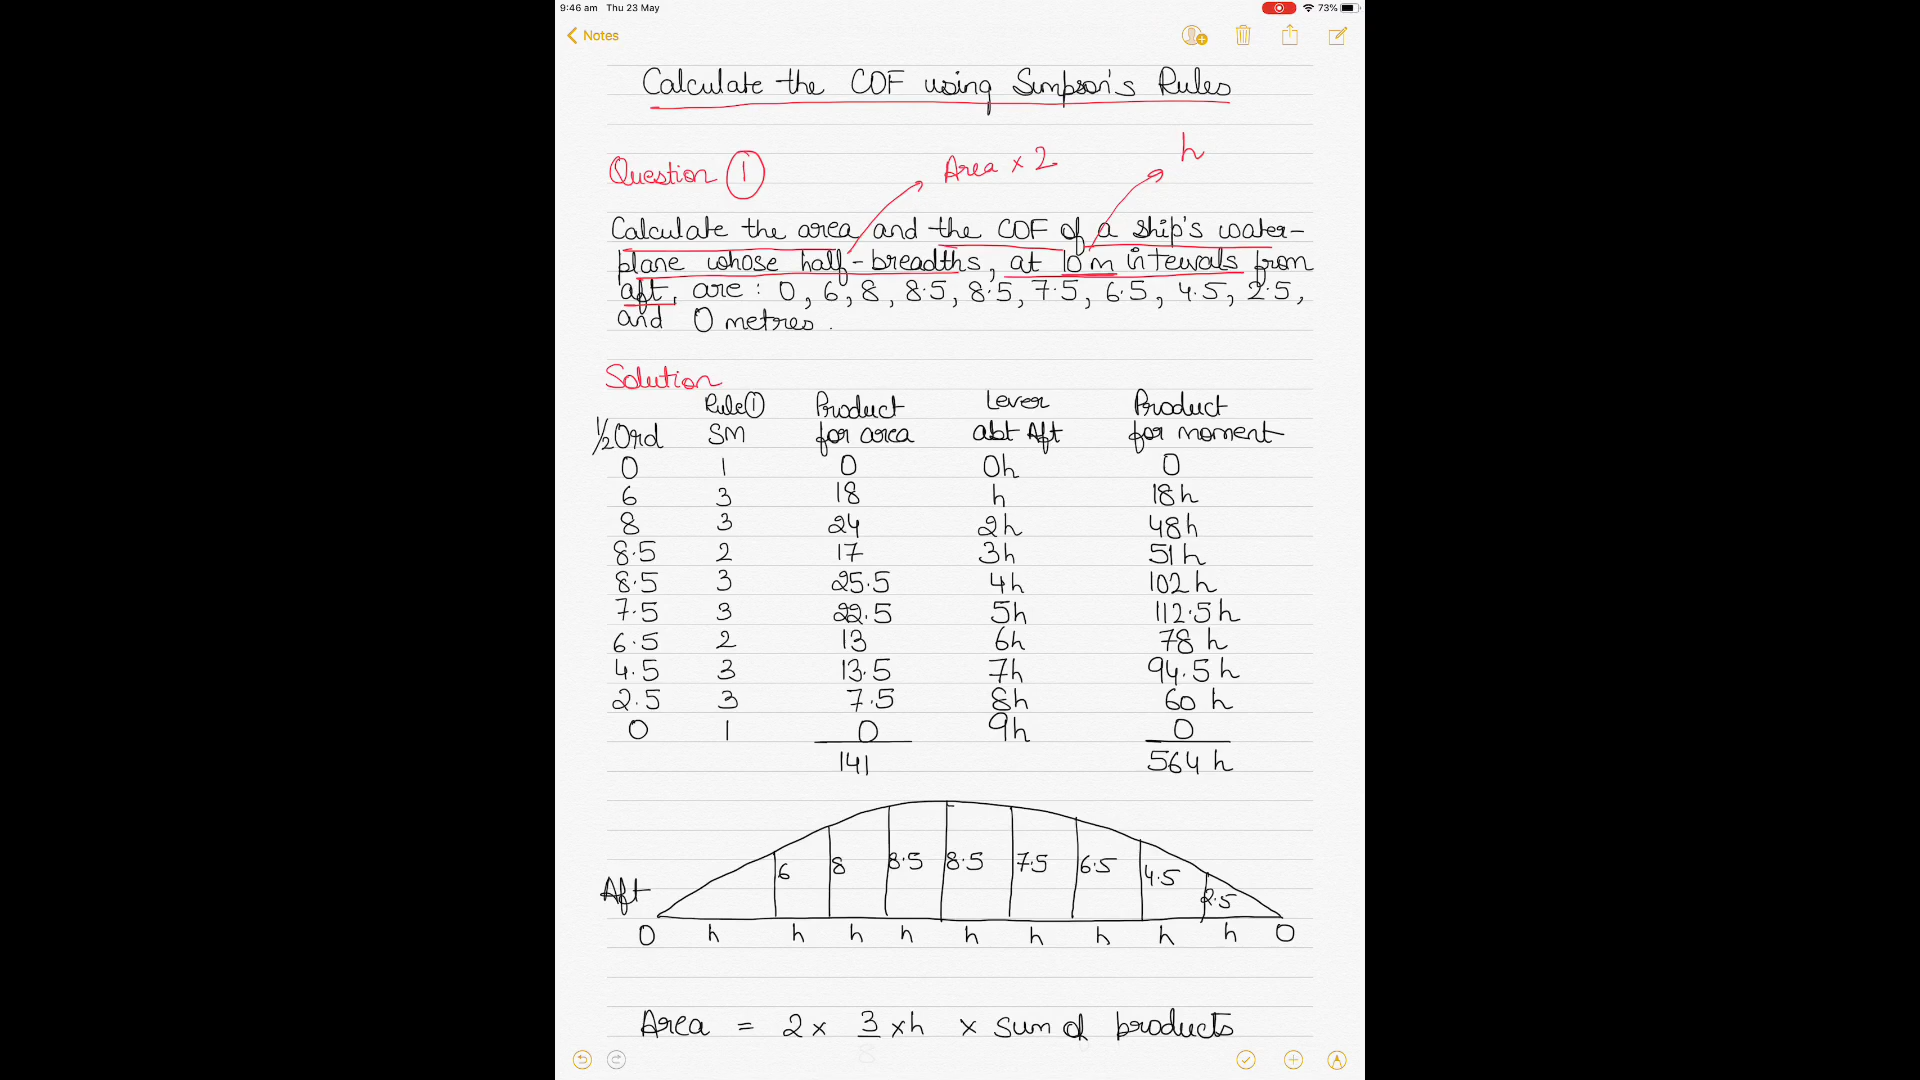 9:46 am Thu 23 May 73%
Notes
Calculate the COF using Simpson's Rules
h
Area × 2
Question 1
Calculate the area and the COF of a ship's water-
plane whose half-breadths, at 10 m intervals from
aft, are : 0, 6, 8, 8.5, 8.5, 7.5, 6.5, 4.5, 2.5,
and 0 metres.
Solution
Rule 1 Product Lever Product
1/2 Ord SM for area abt Aft for moment
0 1 0 0h 0
6 3 18 h 18h
8 3 24 2h 48h
8.5 2 17 3h 51h
8.5 3 25.5 4h 102h
7.5 3 22.5 5h 112.5h
6.5 2 13 6h 78h
4.5 3 13.5 7h 94.5h
2.5 3 7.5 8h 60h
0 1 0 9h 0
141 564h
Aft 6 8 8.5 8.5 7.5 6.5 4.5 2.5
0 h h h h h h h h h 0
Area = 2 × 3 × h × sum of products
8